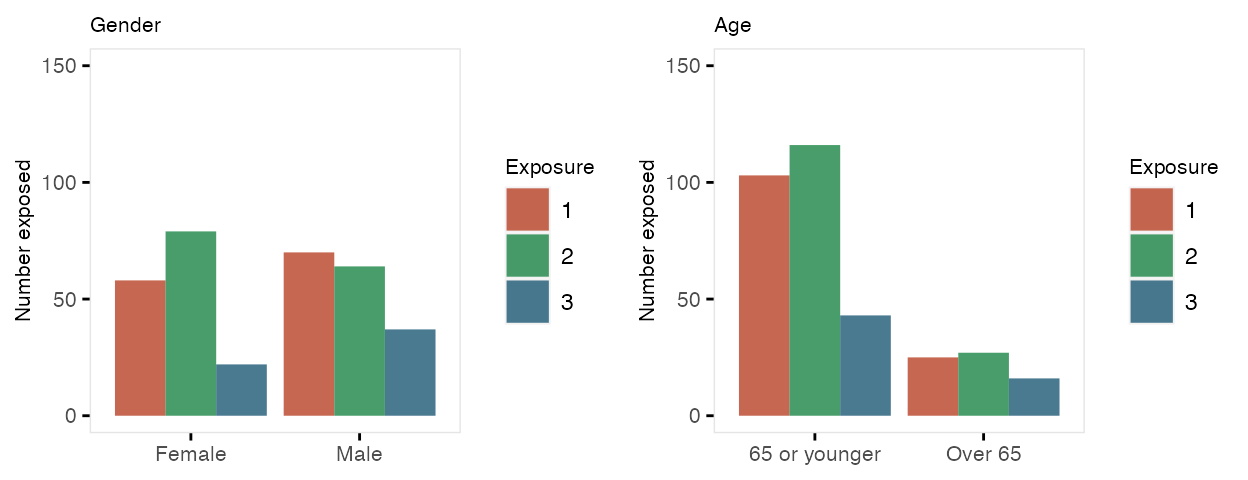 Gender
150
100
50
0
Number exposed
Female Male
Exposure
1
2
3
Age
150
100
50
0
Number exposed
65 or younger Over 65
Exposure
1
2
3